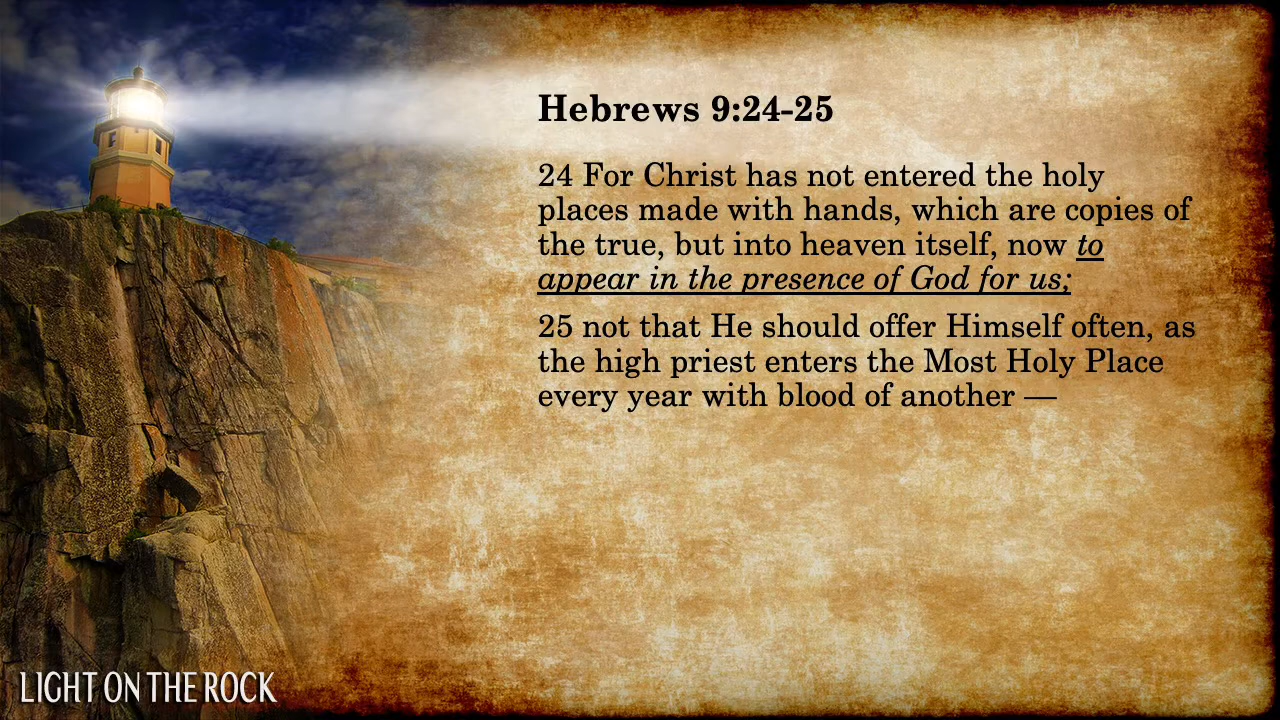 Hebrews 9:24-25
24 For Christ has not entered the holy
places made with hands, which are copies of
the true, but into heaven itself, now to
appear in the presence of God for us;
25 not that He should offer Himself often, as
the high priest enters the Most Holy Place
every year with blood of another —
LIGHT ON THE ROCK